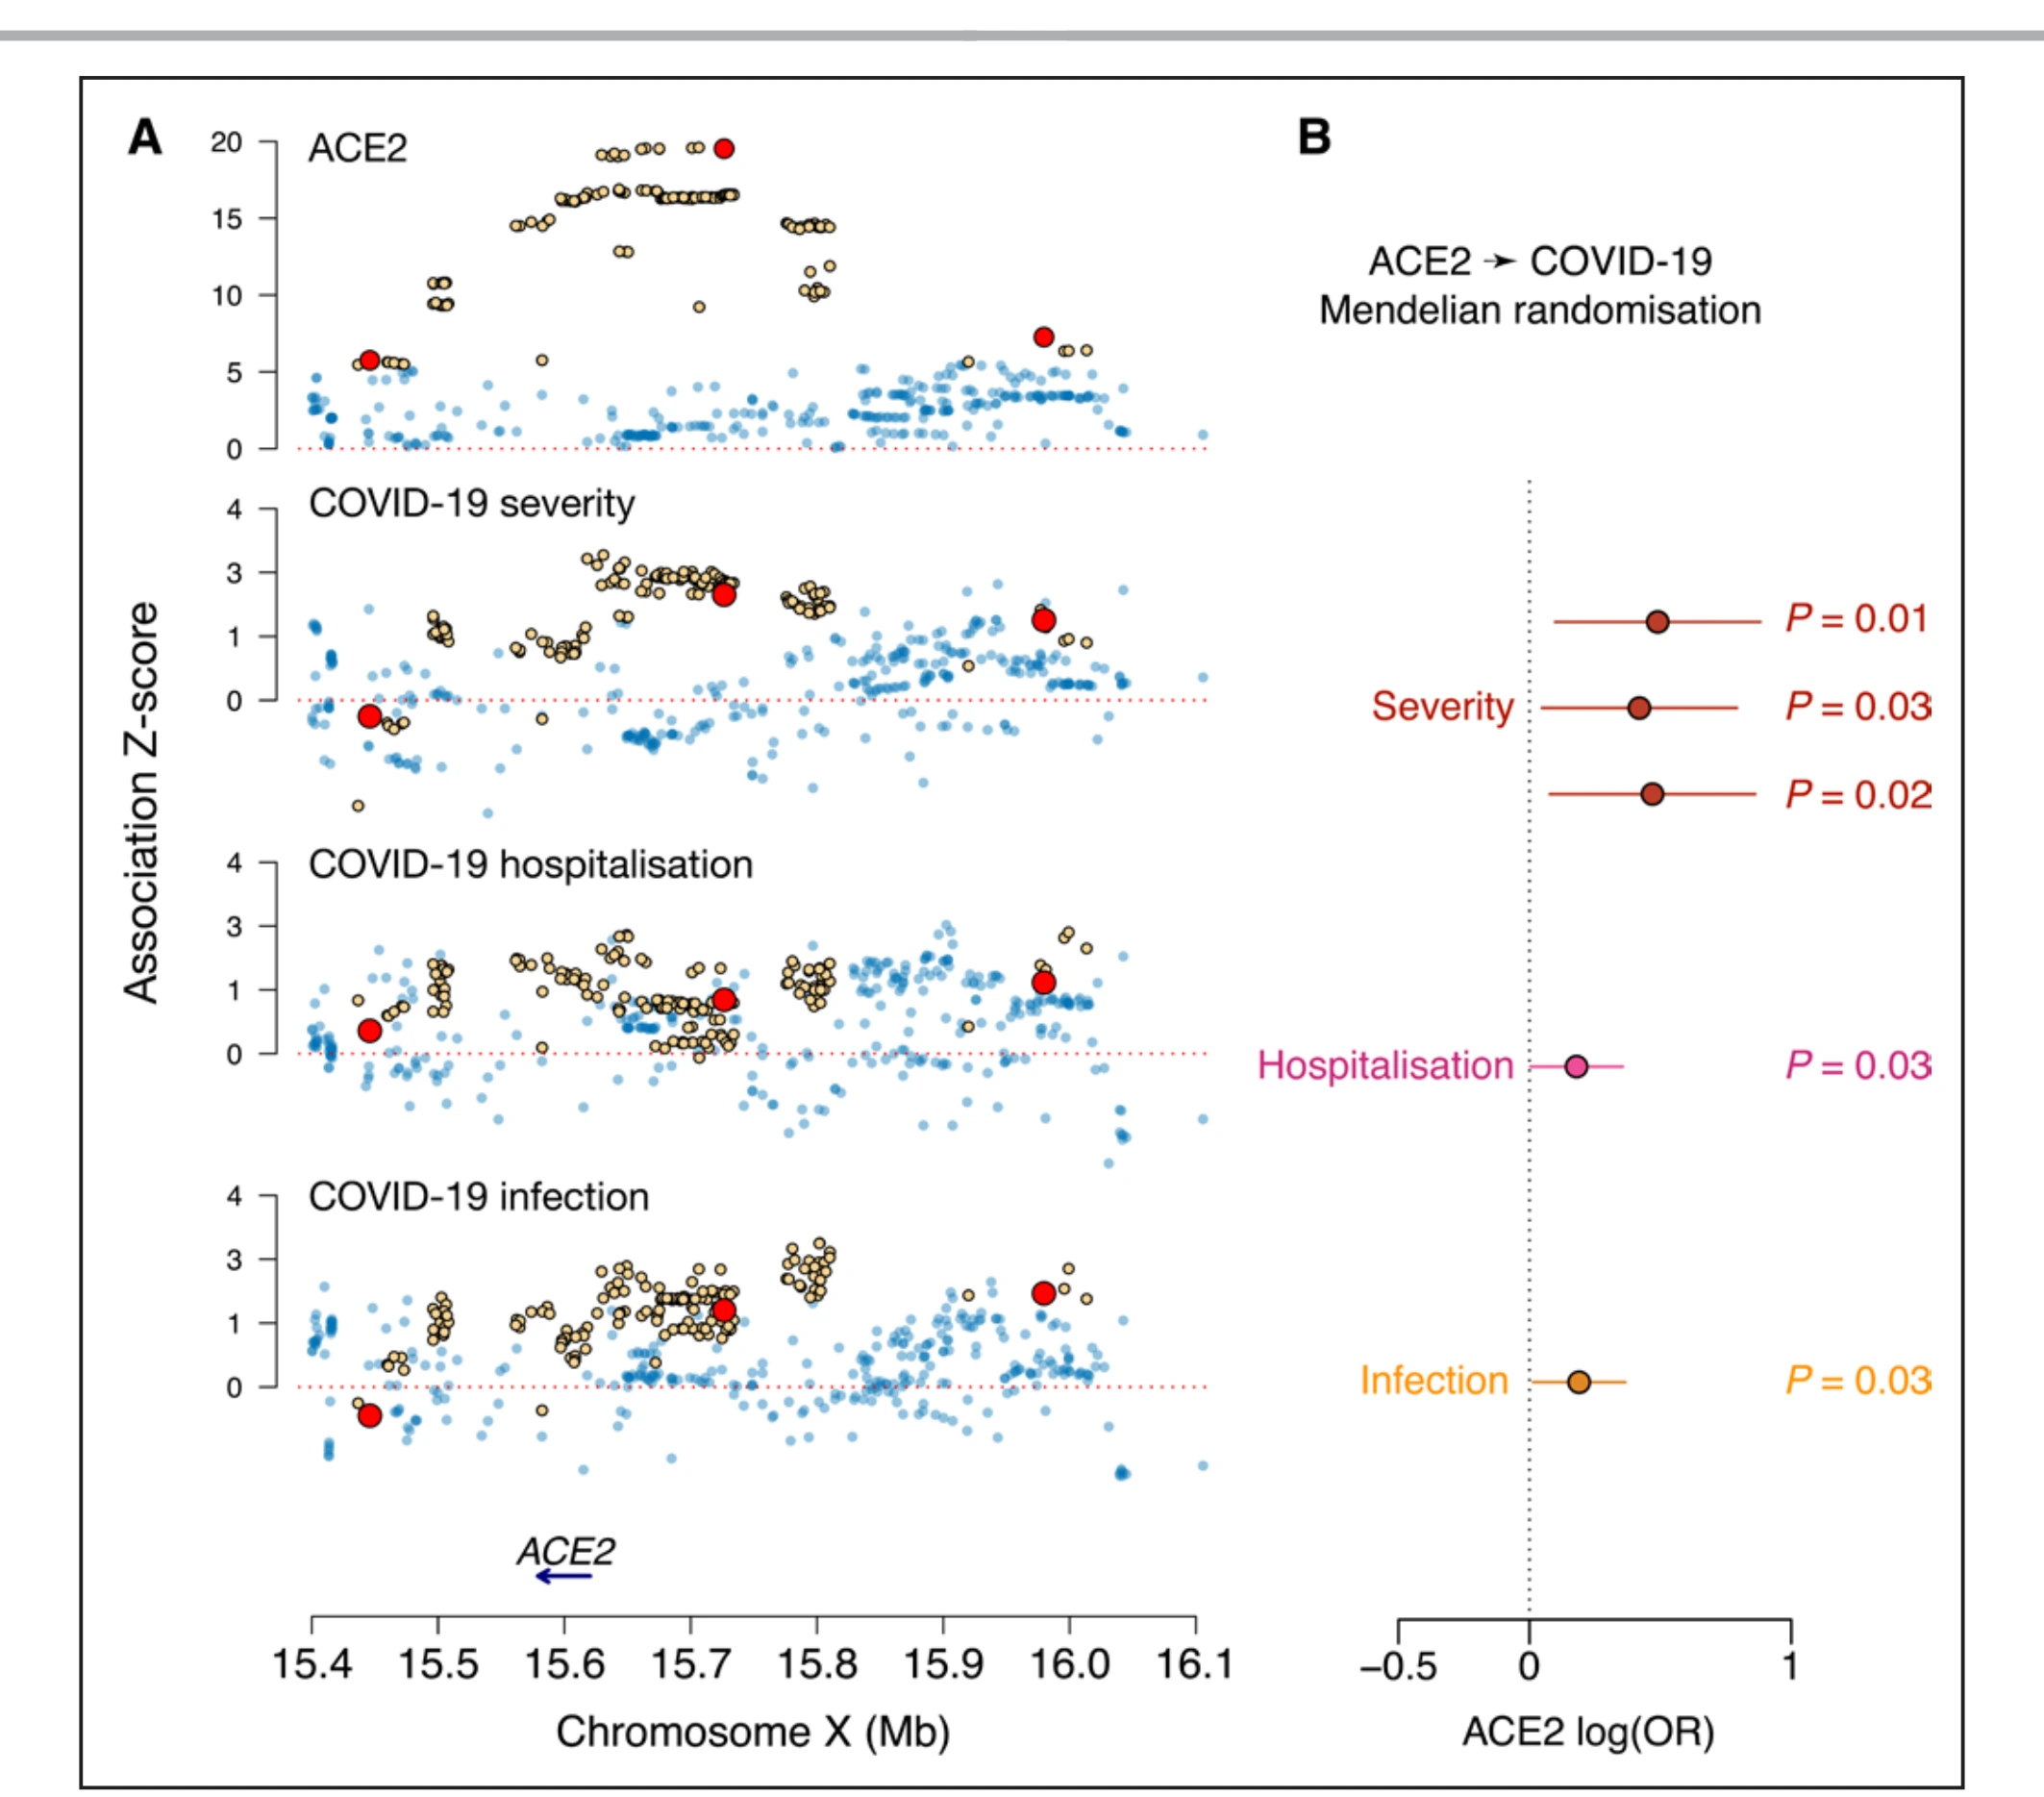 A
B
ACE2
20
15
10
5
0
ACE2 → COVID-19
Mendelian randomisation
COVID-19 severity
4
3
1
0
P = 0.01
Severity
P = 0.03
P = 0.02
COVID-19 hospitalisation
4
3
1
0
Hospitalisation
P = 0.03
COVID-19 infection
4
3
1
0
Infection
P = 0.03
Association Z-score
ACE2
15.4 15.5 15.6 15.7 15.8 15.9 16.0 16.1
Chromosome X (Mb)
−0.5 0 1
ACE2 log(OR)